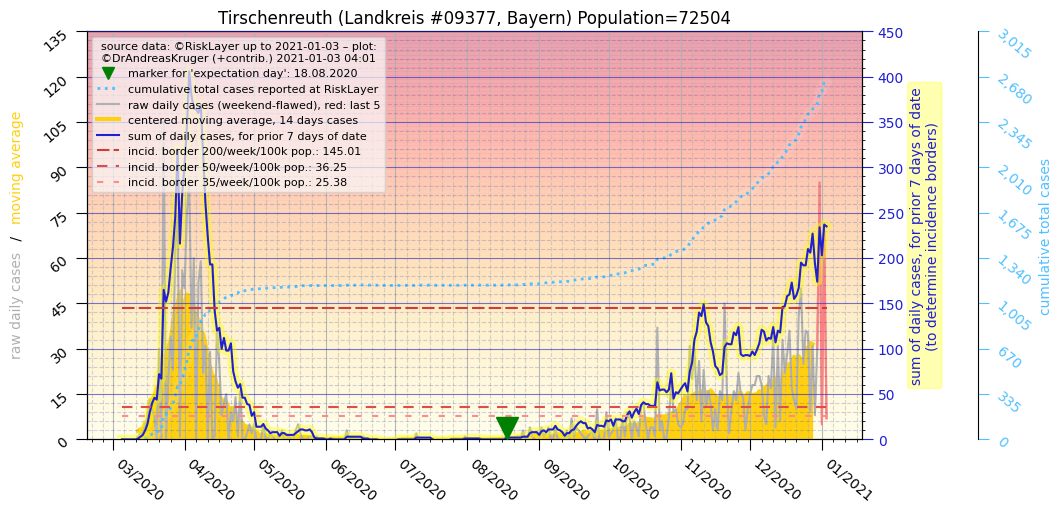 Tirschenreuth (Landkreis #09377, Bayern) Population=72504
source data: ©RiskLayer up to 2021-01-03 – plot:
©DrAndreasKruger (+contrib.) 2021-01-03 04:01
marker for 'expectation day': 18.08.2020
cumulative total cases reported at RiskLayer
raw daily cases (weekend-flawed), red: last 5
centered moving average, 14 days cases
sum of daily cases, for prior 7 days of date
incid. border 200/week/100k pop.: 145.01
incid. border 50/week/100k pop.: 36.25
incid. border 35/week/100k pop.: 25.38
raw daily cases / moving average
135
120
105
90
75
60
45
30
15
0
03/2020
04/2020
05/2020
06/2020
07/2020
08/2020
09/2020
10/2020
11/2020
12/2020
01/2021
450
400
350
300
250
200
150
100
50
0
sum of daily cases, for prior 7 days of date
(to determine incidence borders)
3,015
2,680
2,345
2,010
1,675
1,340
1,005
670
335
0
cumulative total cases